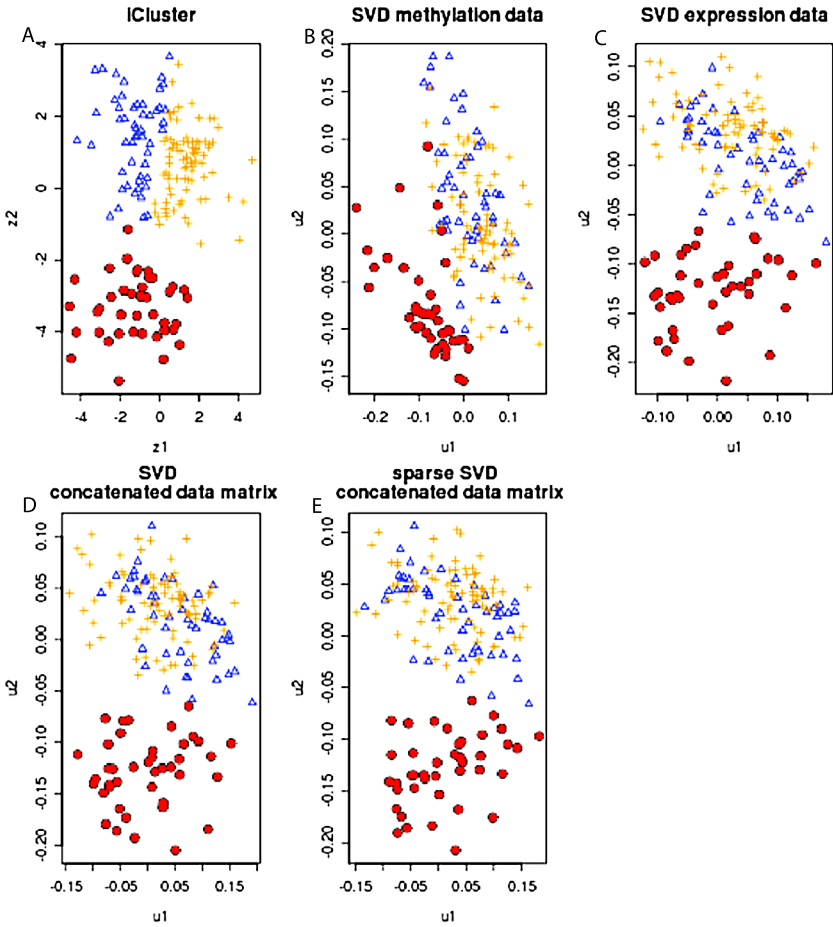 A iCluster
4
2
0
-2
-4
z2
-4 -2 0 2 4
z1
B SVD methylation data
0.20
0.15
0.10
0.05
0.00
-0.05
-0.10
-0.15
u2
-0.2 -0.1 0.0 0.1
u1
C SVD expression data
0.10
0.05
0.00
-0.05
-0.10
-0.15
-0.20
u2
-0.10 0.00 0.10
u1
D SVD
concatenated data matrix
0.10
0.05
0.00
-0.05
-0.10
-0.15
-0.20
u2
-0.15 -0.05 0.05 0.15
u1
E sparse SVD
concatenated data matrix
0.10
0.05
0.00
-0.05
-0.10
-0.15
-0.20
u2
-0.15 -0.05 0.05 0.15
u1